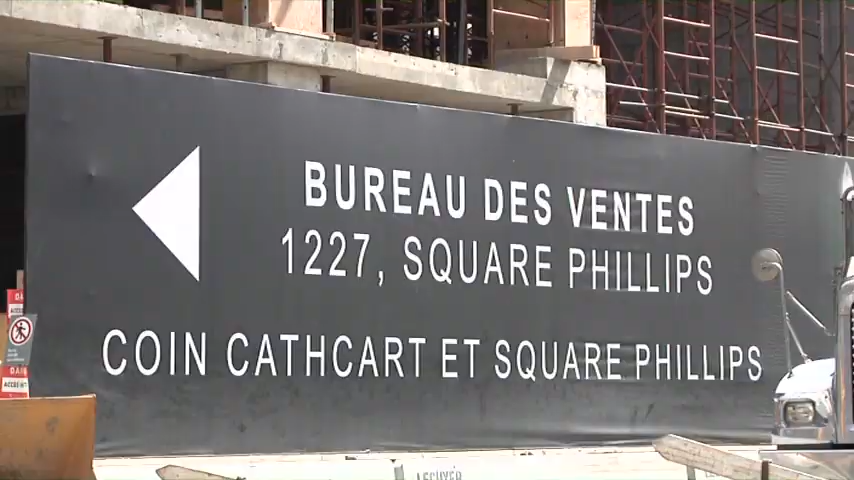 BUREAU DES VENTES
1227, SQUARE PHILLIPS
COIN CATHCART ET SQUARE PHILLIPS